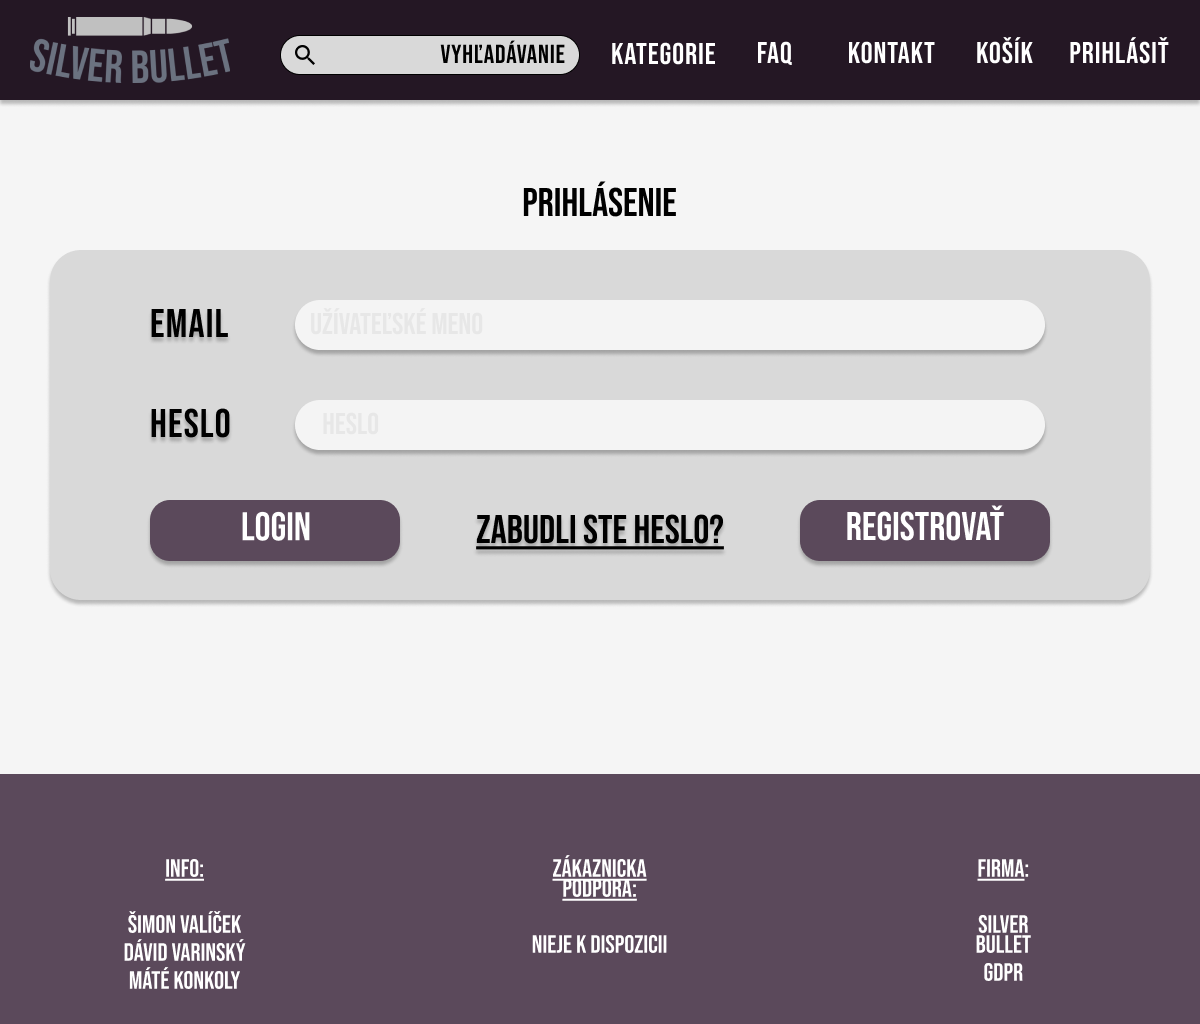 SILVER BULLET
VYHĽADÁVANIE
KATEGORIE
FAQ
KONTAKT
KOŠÍK
PRIHLÁSIŤ
PRIHLÁSENIE
EMAIL
UŽÍVATEĽSKÉ MENO
HESLO
HESLO
LOGIN
ZABUDLI STE HESLO?
REGISTROVAŤ
INFO:
ŠIMON VALÍČEK
DÁVID VARINSKÝ
MÁTÉ KONKOLY
ZÁKAZNICKA
PODPORA:
NIEJE K DISPOZICII
FIRMA:
SILVER
BULLET
GDPR